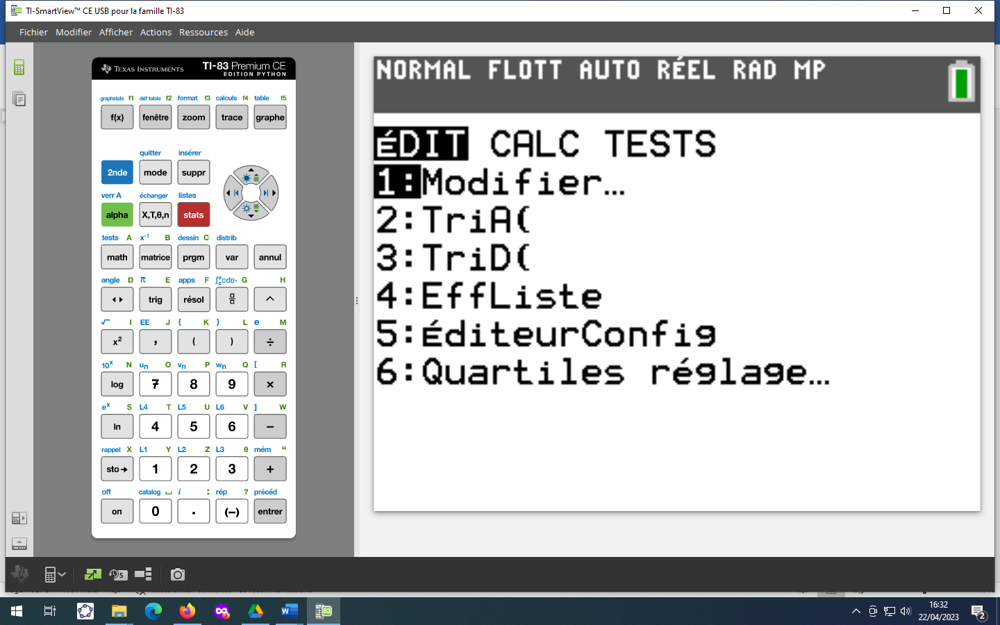 TI-SmartView™ CE USB pour la famille TI-83
Fichier Modifier Afficher Actions Ressources Aide
TEXAS INSTRUMENTS TI-83 Premium CE
EDITION PYTHON
graphstats f1 déf table f2 format f3 calculs f4 table f5
f(x) fenêtre zoom trace graphe
quitter insérer
2nde mode suppr
verr A échanger listes
alpha X,T,θ,n stats
tests A x⁻¹ B dessin C distrib
math matrice prgm var annul
angle D π E apps F G H
trig résol ^
√ I EE J { K } L e M
x² , ( ) ÷
10ˣ N uₙ O vₙ P wₙ Q [ R
log 7 8 9 ×
eˣ S L4 T L5 U L6 V ] W
ln 4 5 6 −
rappel X L1 Y L2 Z L3 θ mém “
sto→ 1 2 3 +
off catalog ⎵ i : rép ? précéd
on 0 . (−) entrer
NORMAL FLOTT AUTO RÉEL RAD MP
ÉDIT CALC TESTS
1:Modifier…
2:TriA(
3:TriD(
4:EffListe
5:ÉditeurConfig
6:Quartiles réglage…
5
83
16:32
22/04/2023
2